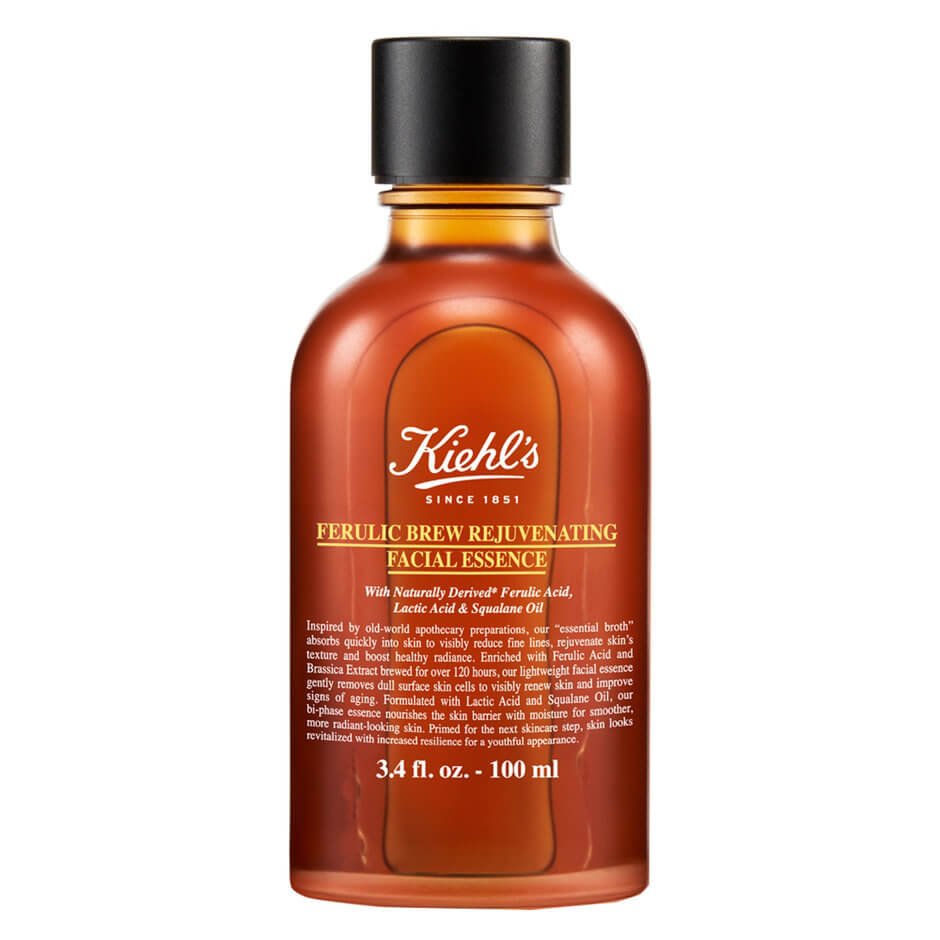 Kiehl's
SINCE 1851
FERULIC BREW REJUVENATING
FACIAL ESSENCE
With Naturally Derived* Ferulic Acid,
Lactic Acid & Squalane Oil
Inspired by old-world apothecary preparations, our “essential broth”
absorbs quickly into skin to visibly reduce fine lines, rejuvenate skin's
texture and boost healthy radiance. Enriched with Ferulic Acid and
Brassica Extract brewed for over 120 hours, our lightweight facial essence
gently removes dull surface skin cells to visibly renew skin and improve
signs of aging. Formulated with Lactic Acid and Squalane Oil, our
bi-phase essence nourishes the skin barrier with moisture for smoother,
more radiant-looking skin. Primed for the next skincare step, skin looks
revitalized with increased resilience for a youthful appearance.
3.4 fl. oz. - 100 ml